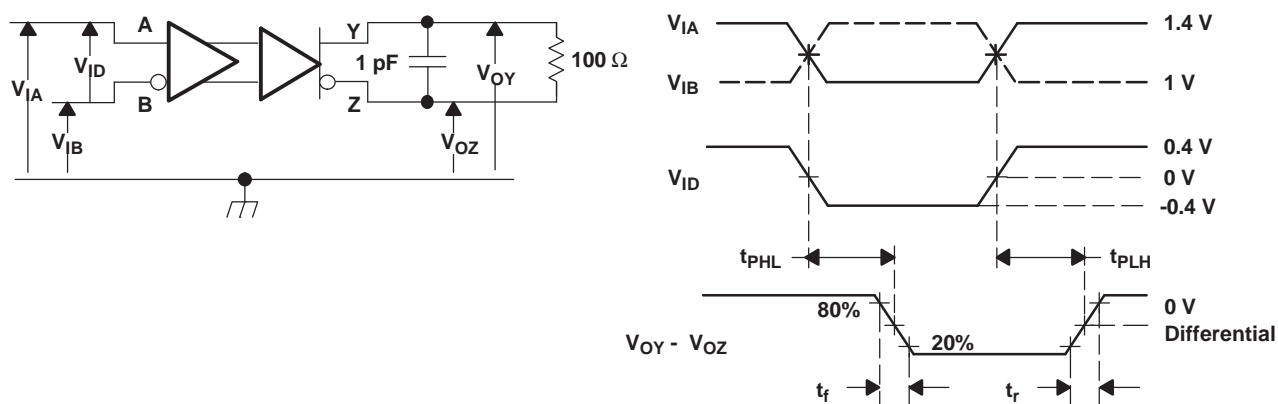 A
B
V_ID
V_IA
V_IB
Y
Z
1 pF
V_OY
V_OZ
100 Ω
V_IA
1.4 V
V_IB
1 V
V_ID
0.4 V
0 V
-0.4 V
t_PHL
t_PLH
80%
20%
0 V
Differential
V_OY - V_OZ
t_f
t_r